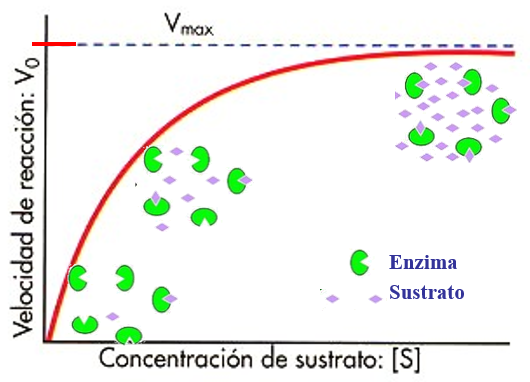 Vmax
Velocidad de reacción: V0
Enzima
Sustrato
Concentración de sustrato: [S]